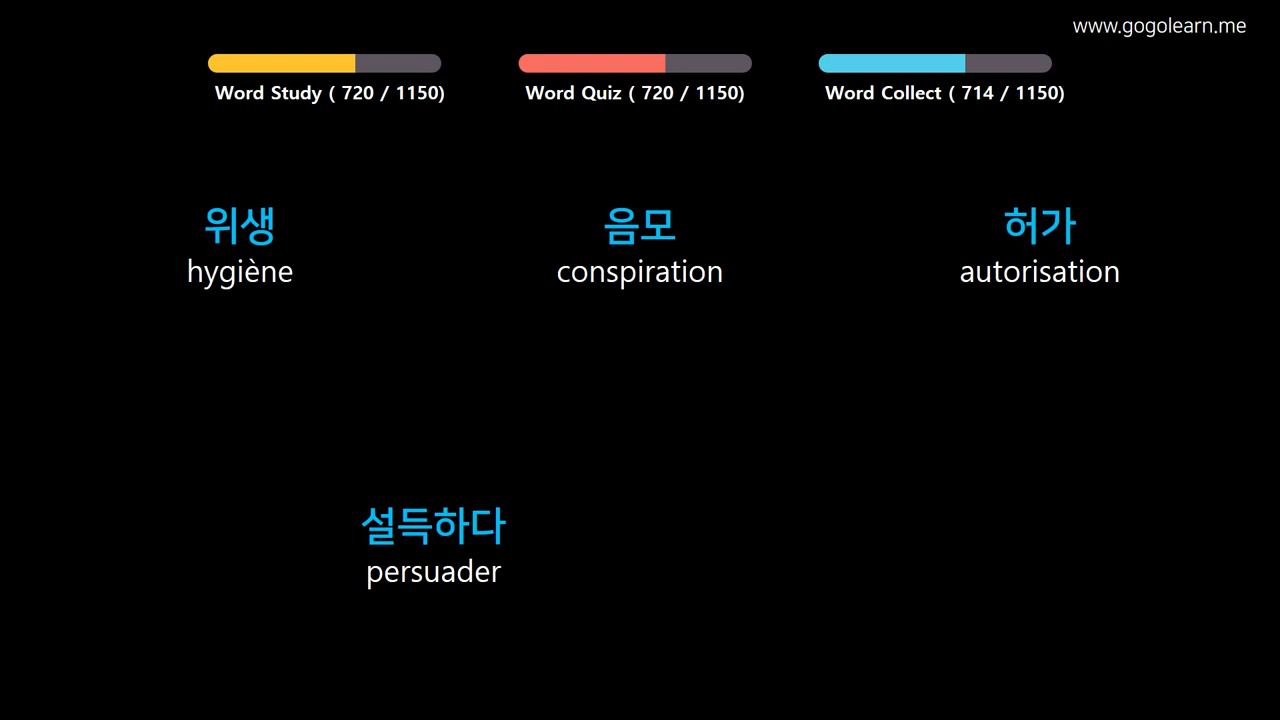 www.gogolearn.me
Word Study ( 720 / 1150)
Word Quiz ( 720 / 1150)
Word Collect ( 714 / 1150)
위생
hygiène
음모
conspiration
허가
autorisation
설득하다
persuader